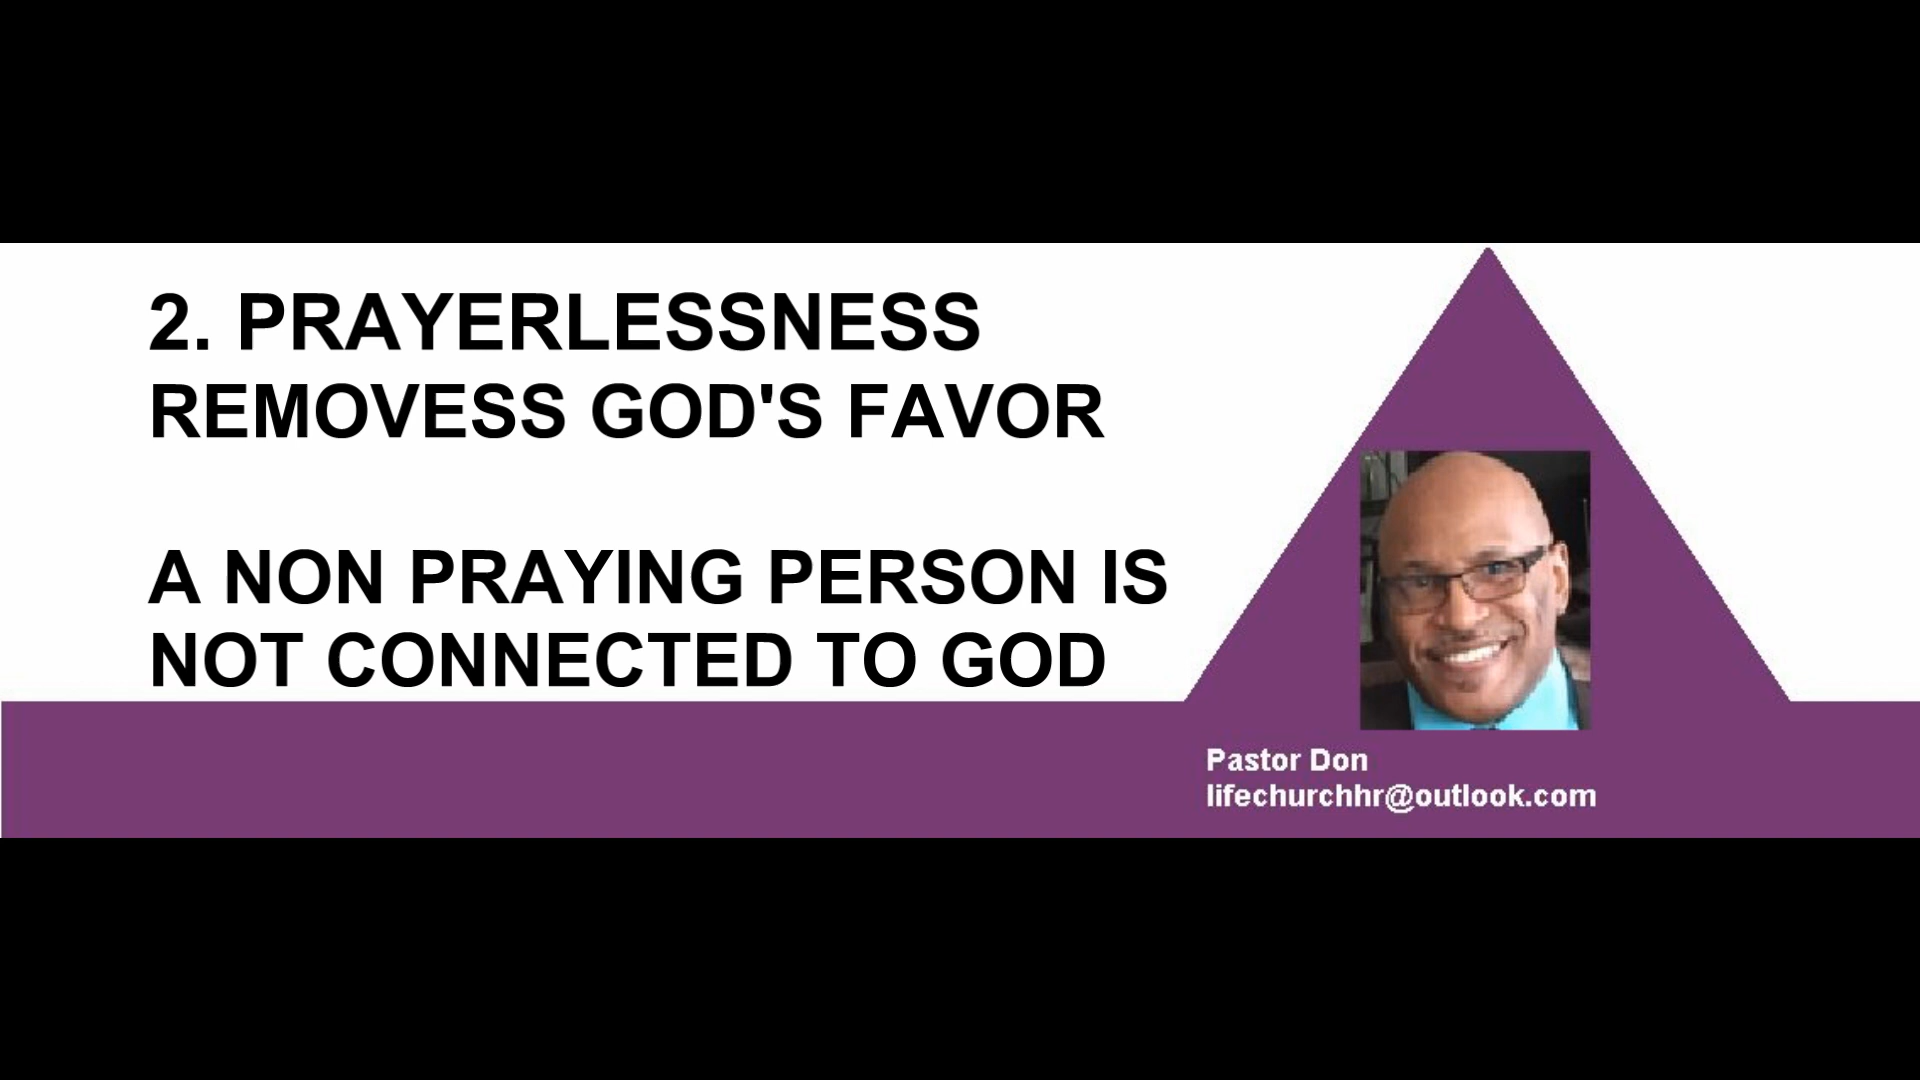 2. PRAYERLESSNESS
REMOVESS GOD'S FAVOR
A NON PRAYING PERSON IS
NOT CONNECTED TO GOD
Pastor Don
lifechurchhr@outlook.com